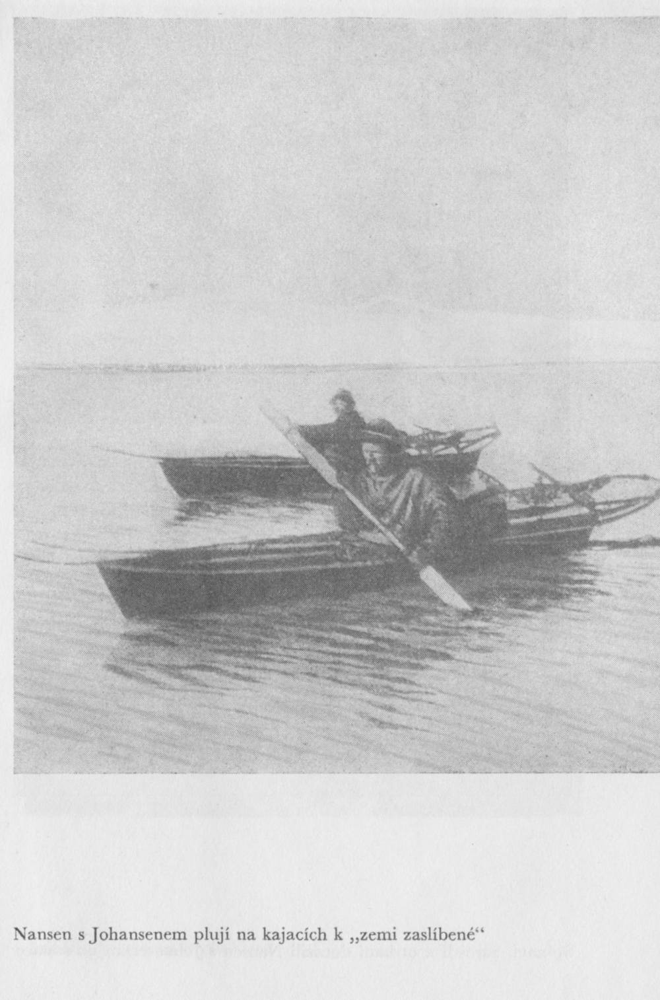 Nansen s Johansenem plují na kajacích k „zemi zaslíbené“